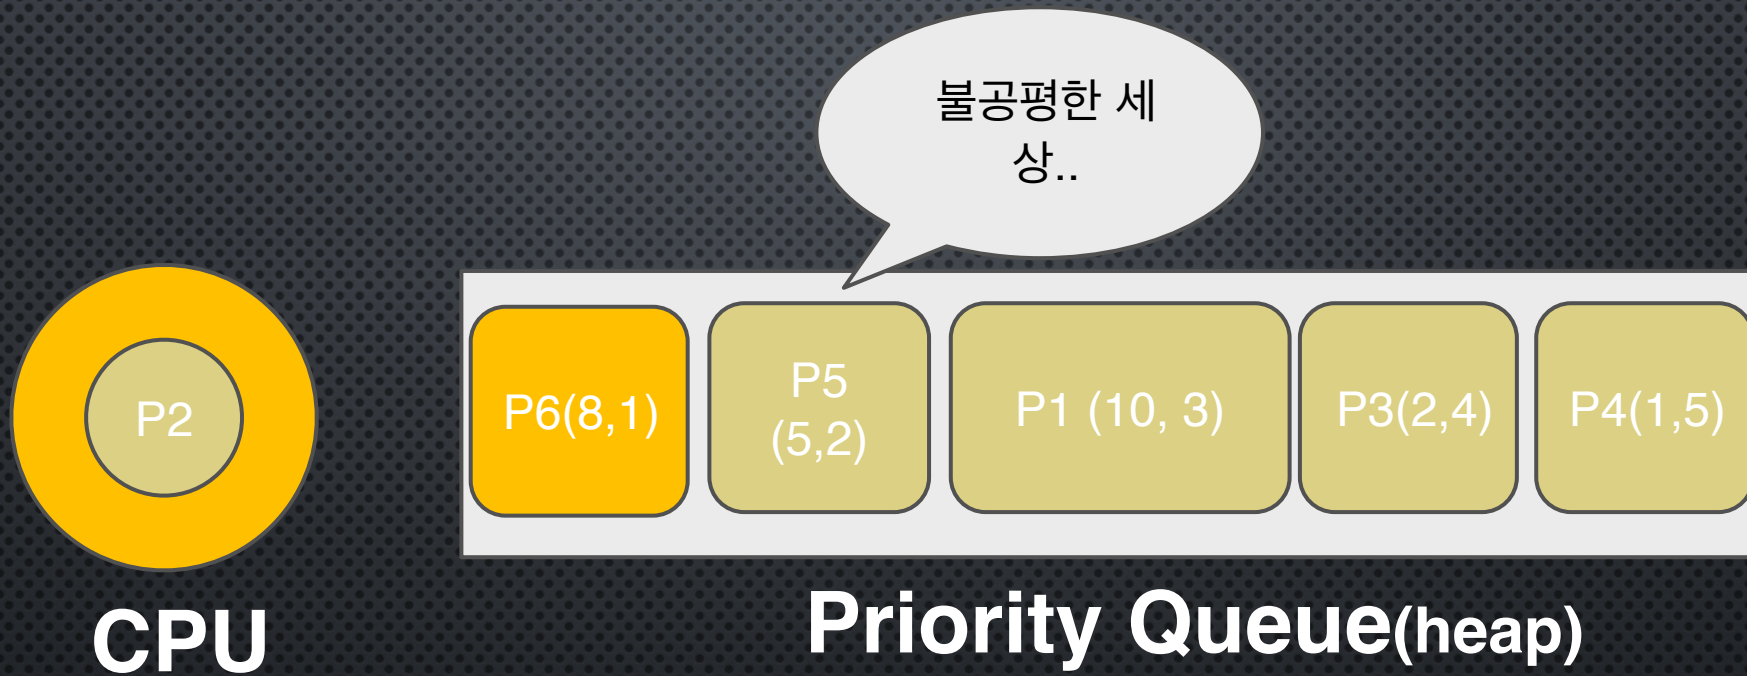 불공평한 세
상..
P2
P6(8,1)
P5
(5,2)
P1 (10, 3)
P3(2,4)
P4(1,5)
CPU
Priority Queue(heap)